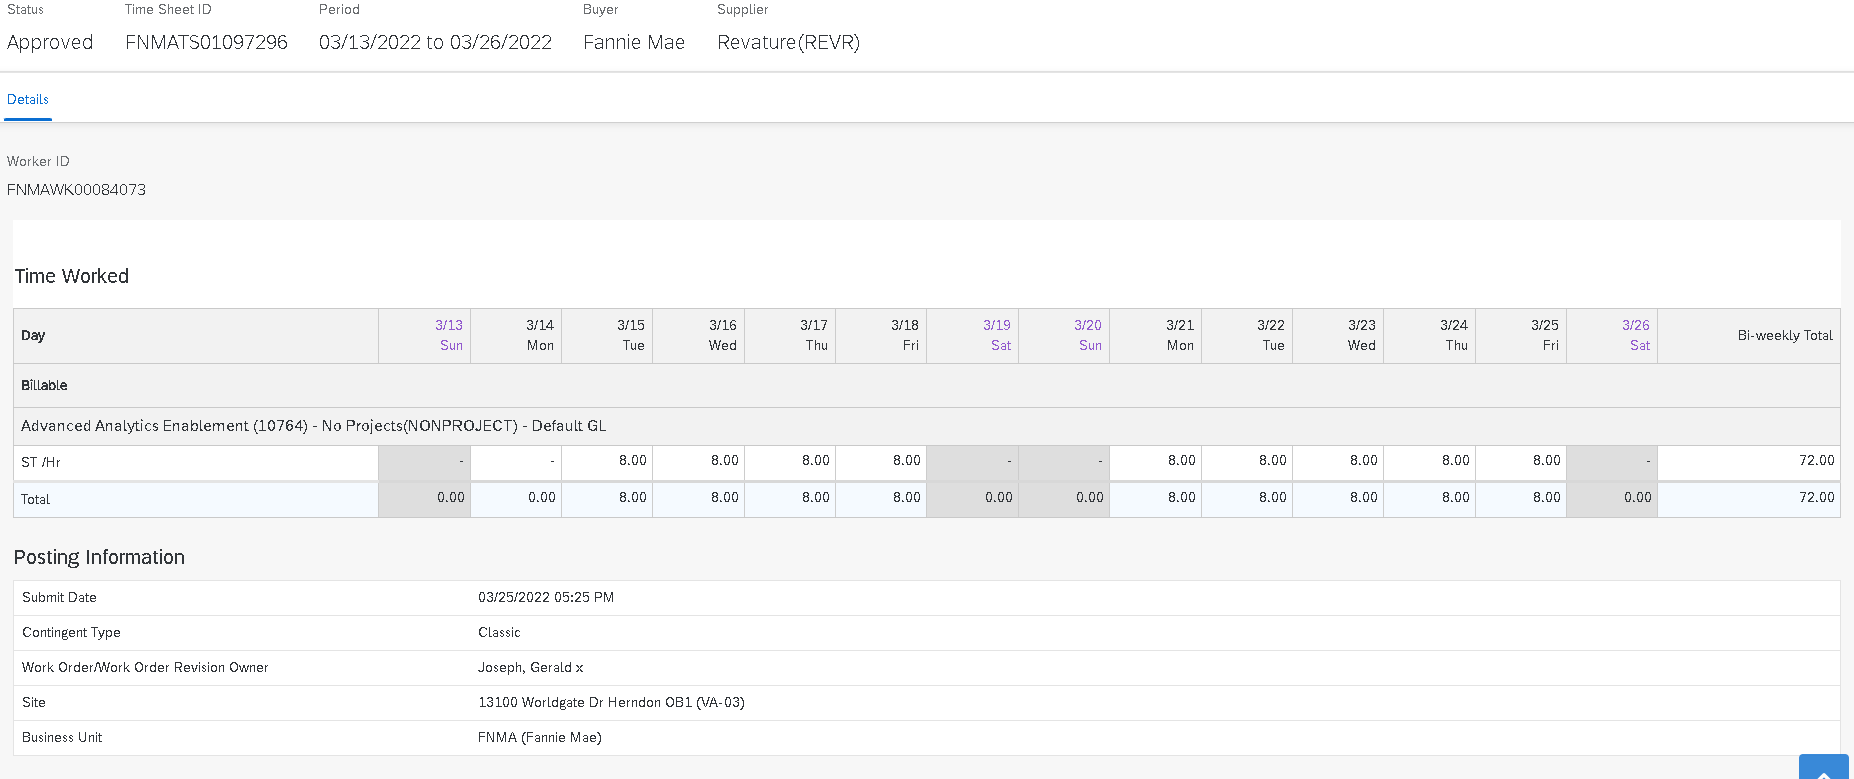 Status Time Sheet ID Period Buyer Supplier
Approved FNMATS01097296 03/13/2022 to 03/26/2022 Fannie Mae Revature(REVR)
Details
Worker ID
FNMAWK00084073
Time Worked
Day 3/13 Sun 3/14 Mon 3/15 Tue 3/16 Wed 3/17 Thu 3/18 Fri 3/19 Sat 3/20 Sun 3/21 Mon 3/22 Tue 3/23 Wed 3/24 Thu 3/25 Fri 3/26 Sat Bi-weekly Total
Billable
Advanced Analytics Enablement (10764) - No Projects(NONPROJECT) - Default GL
ST /Hr - - 8.00 8.00 8.00 8.00 - - 8.00 8.00 8.00 8.00 8.00 - 72.00
Total 0.00 0.00 8.00 8.00 8.00 8.00 0.00 0.00 8.00 8.00 8.00 8.00 8.00 0.00 72.00
Posting Information
Submit Date 03/25/2022 05:25 PM
Contingent Type Classic
Work Order/Work Order Revision Owner Joseph, Gerald x
Site 13100 Worldgate Dr Herndon OB1 (VA-03)
Business Unit FNMA (Fannie Mae)